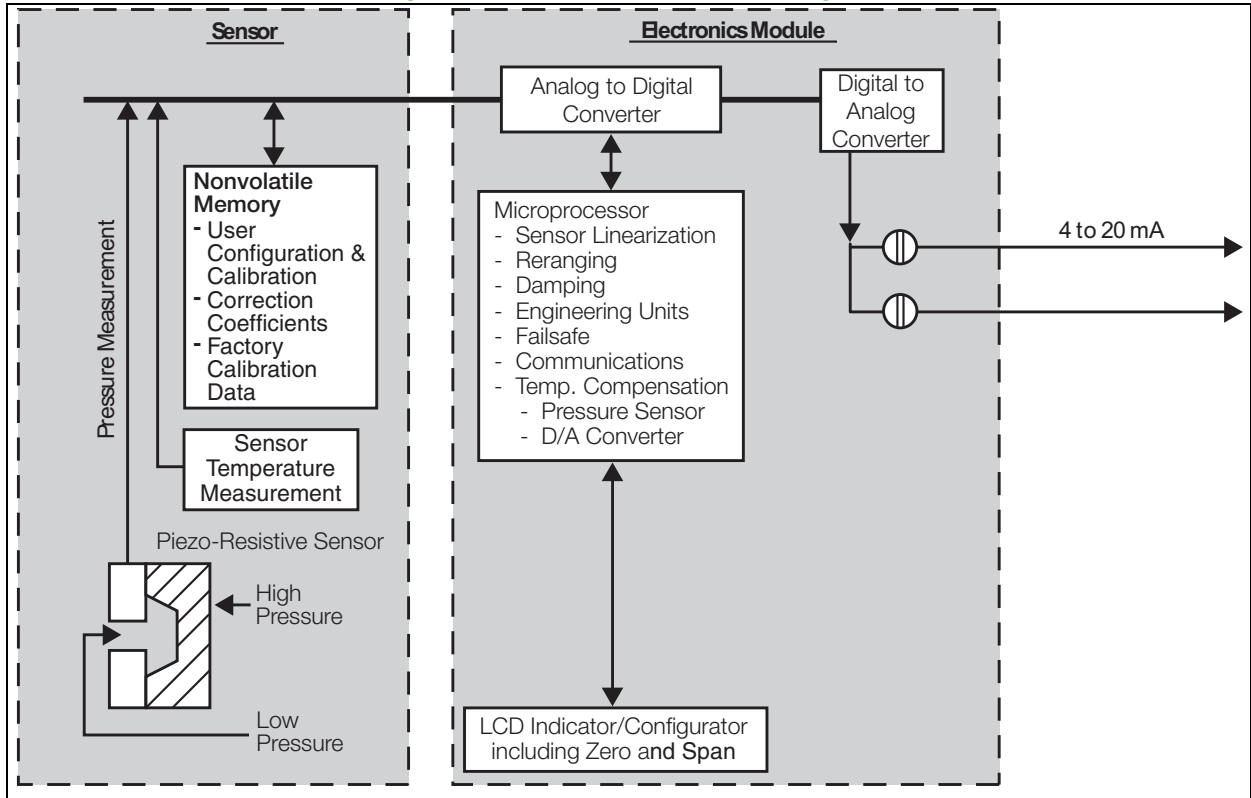 Sensor
Electronics Module
Analog to Digital
Converter
Digital to
Analog
Converter
Nonvolatile
Memory
- User
Configuration &
Calibration
- Correction
Coefficients
- Factory
Calibration
Data
Pressure Measurement
Microprocessor
- Sensor Linearization
- Reranging
- Damping
- Engineering Units
- Failsafe
- Communications
- Temp. Compensation
- Pressure Sensor
- D/A Converter
4 to 20 mA
Sensor
Temperature
Measurement
Piezo-Resistive Sensor
High
Pressure
Low
Pressure
LCD Indicator/Configurator
including Zero and Span